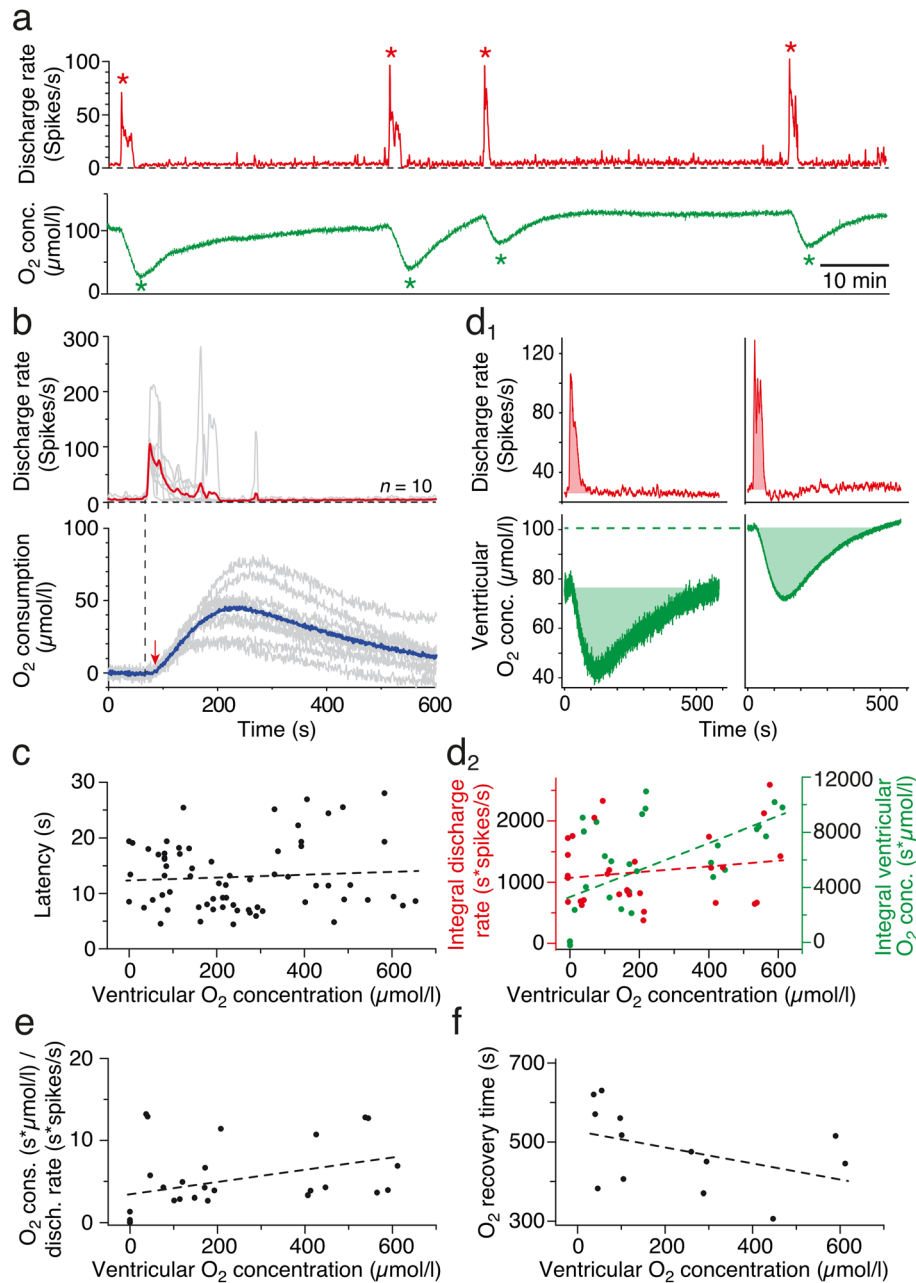 a
Discharge rate
(Spikes/s)
100
50
0
* * * *
O2 conc.
(µmol/l)
100
0
* * * *
10 min
b
Discharge rate
(Spikes/s)
300
200
100
0
n = 10
O2 consumption
(µmol/l)
100
50
0
0 200 400 600
Time (s)
d1
Discharge rate
(Spikes/s)
120
80
40
Ventricular
O2 conc. (µmol/l)
100
80
60
40
0 500 0 500
Time (s)
c
Latency (s)
30
20
10
0
0 200 400 600
Ventricular O2 concentration (µmol/l)
d2
Integral discharge
rate (s*spikes/s)
2000
1000
0
12000
8000
4000
0
Integral ventricular
O2 conc. (s*µmol/l)
0 200 400 600
Ventricular O2 concentration (µmol/l)
e
O2 cons. (s*µmol/l) /
disch. rate (s*spikes/s)
20
10
0
0 200 400 600
Ventricular O2 concentration (µmol/l)
f
O2 recovery time (s)
700
500
300
0 200 400 600
Ventricular O2 concentration (µmol/l)